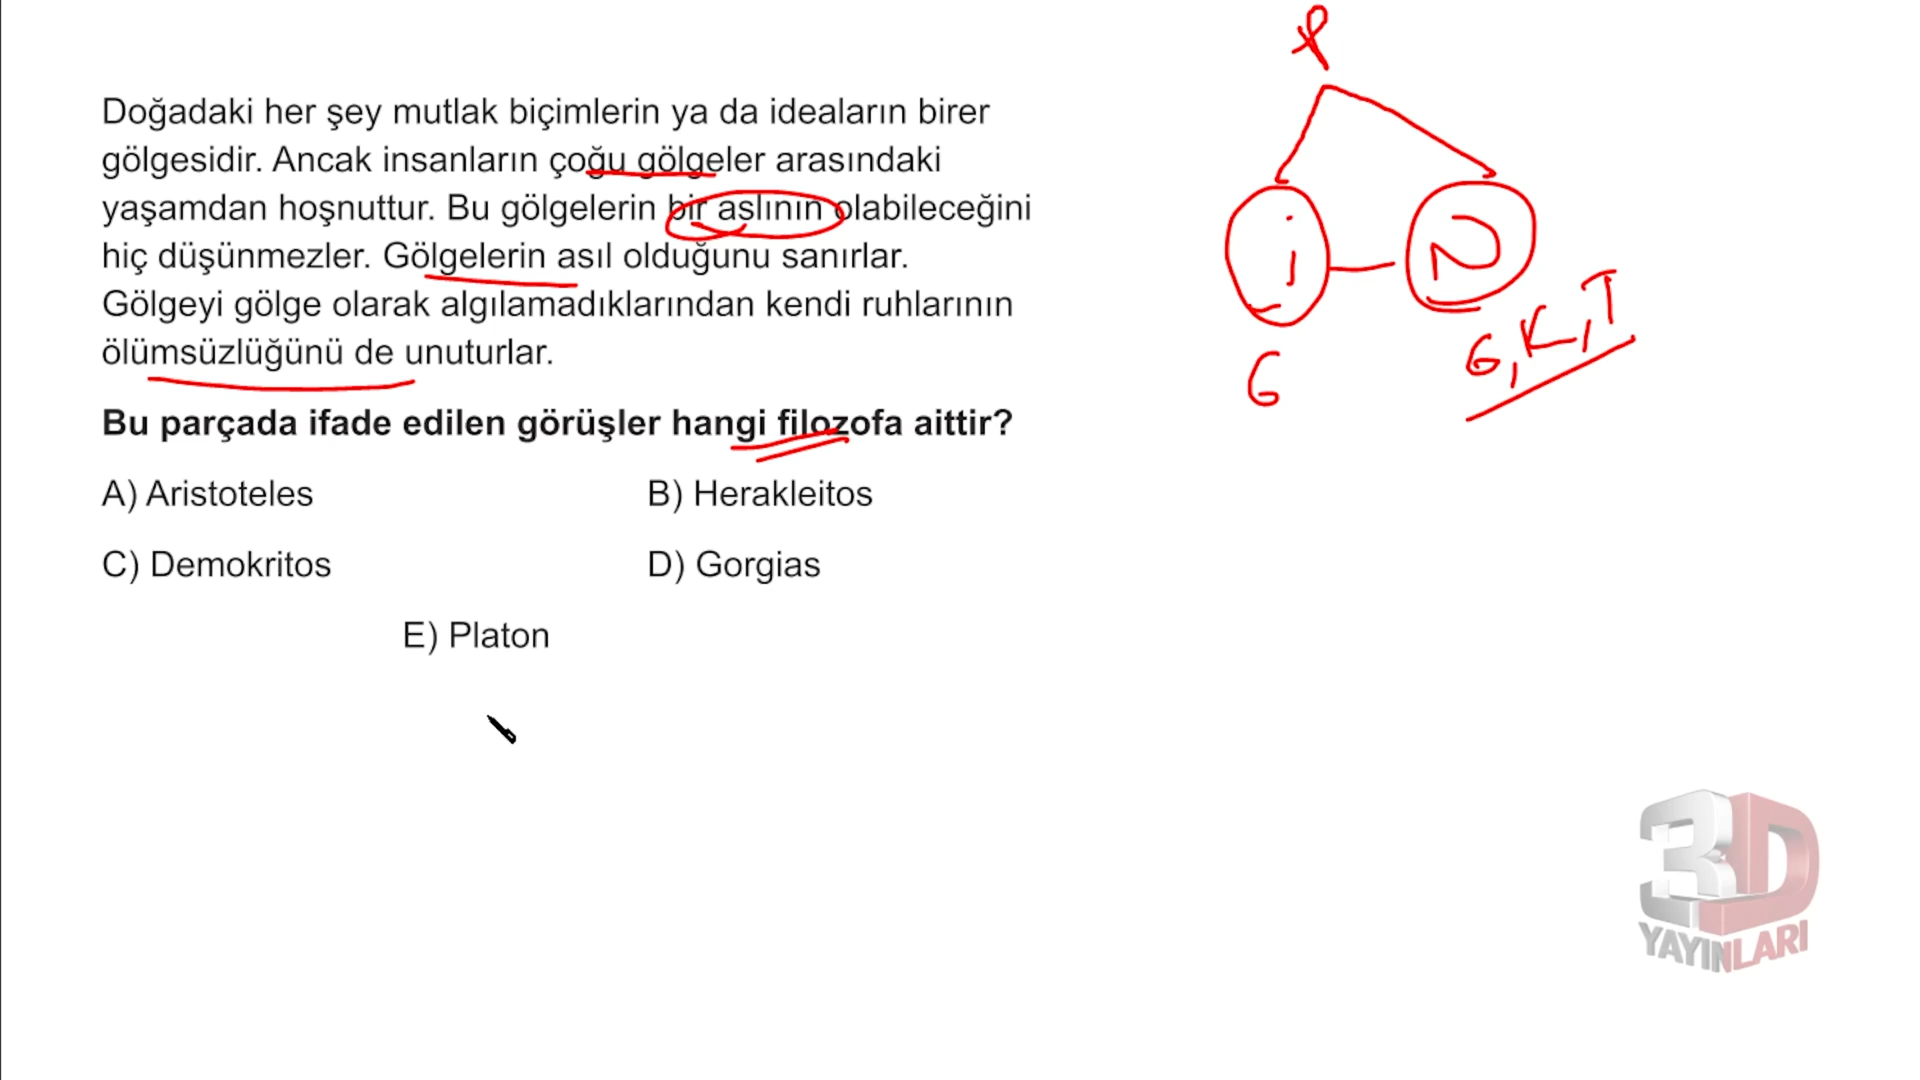 Doğadaki her şey mutlak biçimlerin ya da ideaların birer
gölgesidir. Ancak insanların çoğu gölgeler arasındaki
yaşamdan hoşnuttur. Bu gölgelerin bir aslının olabileceğini
hiç düşünmezler. Gölgelerin asıl olduğunu sanırlar.
Gölgeyi gölge olarak algılamadıklarından kendi ruhlarının
ölümsüzlüğünü de unuturlar.
Bu parçada ifade edilen görüşler hangi filozofa aittir?
A) Aristoteles
B) Herakleitos
C) Demokritos
D) Gorgias
E) Platon
P
i
N
G
G, K, T
3D
YAYINLARI